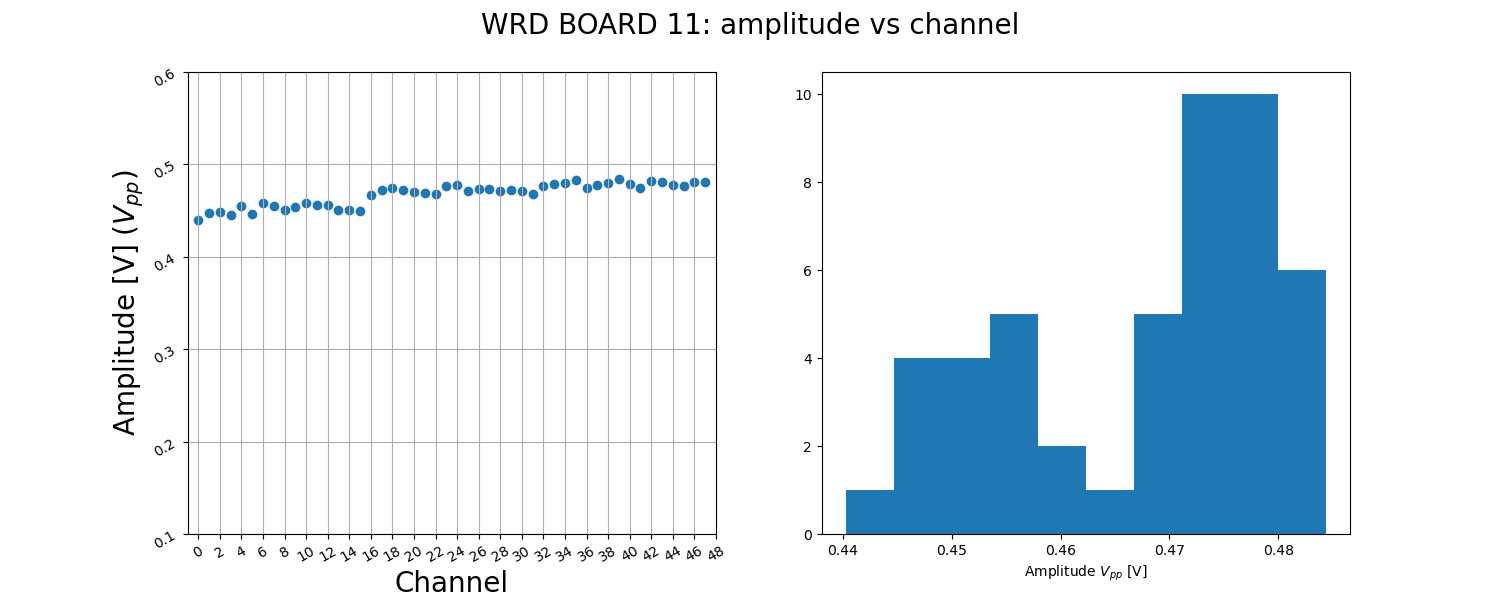 WRD BOARD 11: amplitude vs channel
Amplitude [V] (Vpp)
0.6
0.5
0.4
0.3
0.2
0.1
0 2 4 6 8 10 12 14 16 18 20 22 24 26 28 30 32 34 36 38 40 42 44 46 48
Channel
10
8
6
4
2
0
0.44 0.45 0.46 0.47 0.48
Amplitude Vpp [V]